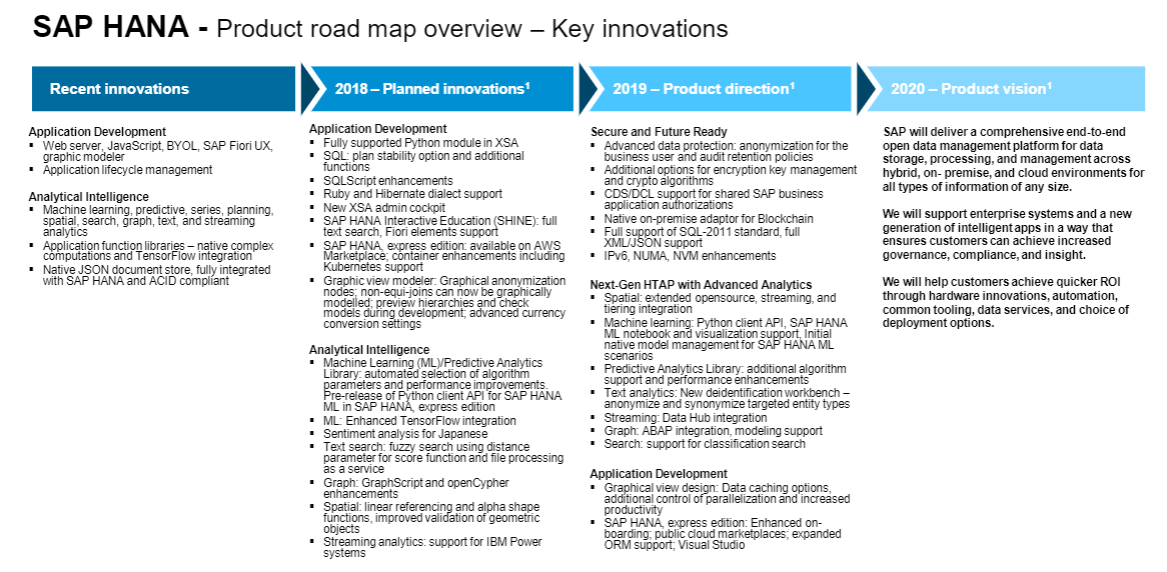 SAP HANA - Product road map overview – Key innovations
Recent innovations
Application Development
▪ Web server, JavaScript, BYOL, SAP Fiori UX,
graphic modeler
▪ Application lifecycle management
Analytical Intelligence
▪ Machine learning, predictive, series, planning,
spatial, search, graph, text, and streaming
analytics
▪ Application function libraries – native complex
computations and TensorFlow integration
▪ Native JSON document store, fully integrated
with SAP HANA and ACID compliant
2018 – Planned innovations¹
Application Development
▪ Fully supported Python module in XSA
▪ SQL: plan stability option and additional
functions
▪ SQLScript enhancements
▪ Ruby and Hibernate dialect support
▪ New XSA admin cockpit
▪ SAP HANA Interactive Education (SHINE): full
text search, Fiori elements support
▪ SAP HANA, express edition: available on AWS
Marketplace; container enhancements including
Kubernetes support
▪ Graphic view modeler: Graphical anonymization
nodes; non-equi-joins can now be graphically
modelled; preview hierarchies and check
models during development; advanced currency
conversion settings
Analytical Intelligence
▪ Machine Learning (ML)/Predictive Analytics
Library: automated selection of algorithm
parameters and performance improvements.
Pre-release of Python client API for SAP HANA
ML in SAP HANA, express edition
▪ ML: Enhanced TensorFlow integration
▪ Sentiment analysis for Japanese
▪ Text search: fuzzy search using distance
parameter for score function and file processing
as a service
▪ Graph: GraphScript and openCypher
enhancements
▪ Spatial: linear referencing and alpha shape
functions, improved validation of geometric
objects
▪ Streaming analytics: support for IBM Power
systems
2019 – Product direction¹
Secure and Future Ready
▪ Advanced data protection: anonymization for the
business user and audit retention policies
▪ Additional options for encryption key management
and crypto algorithms
▪ CDS/DCL support for shared SAP business
application authorizations
▪ Native on-premise adaptor for Blockchain
▪ Full support of SQL-2011 standard, full
XML/JSON support
▪ IPv6, NUMA, NVM enhancements
Next-Gen HTAP with Advanced Analytics
▪ Spatial: extended opensource, streaming, and
tiering integration
▪ Machine learning: Python client API, SAP HANA
ML notebook and visualization support, Initial
native model management for SAP HANA ML
scenarios
▪ Predictive Analytics Library: additional algorithm
support and performance enhancements
▪ Text analytics: New deidentification workbench –
anonymize and synonymize targeted entity types
▪ Streaming: Data Hub integration
▪ Graph: ABAP integration, modeling support
▪ Search: support for classification search
Application Development
▪ Graphical view design: Data caching options,
additional control of parallelization and increased
productivity
▪ SAP HANA, express edition: Enhanced on-
boarding; public cloud marketplaces; expanded
ORM support; Visual Studio
2020 – Product vision¹
SAP will deliver a comprehensive end-to-end
open data management platform for data
storage, processing, and management across
hybrid, on- premise, and cloud environments for
all types of information of any size.
We will support enterprise systems and a new
generation of intelligent apps in a way that
ensures customers can achieve increased
governance, compliance, and insight.
We will help customers achieve quicker ROI
through hardware innovations, automation,
common tooling, data services, and choice of
deployment options.